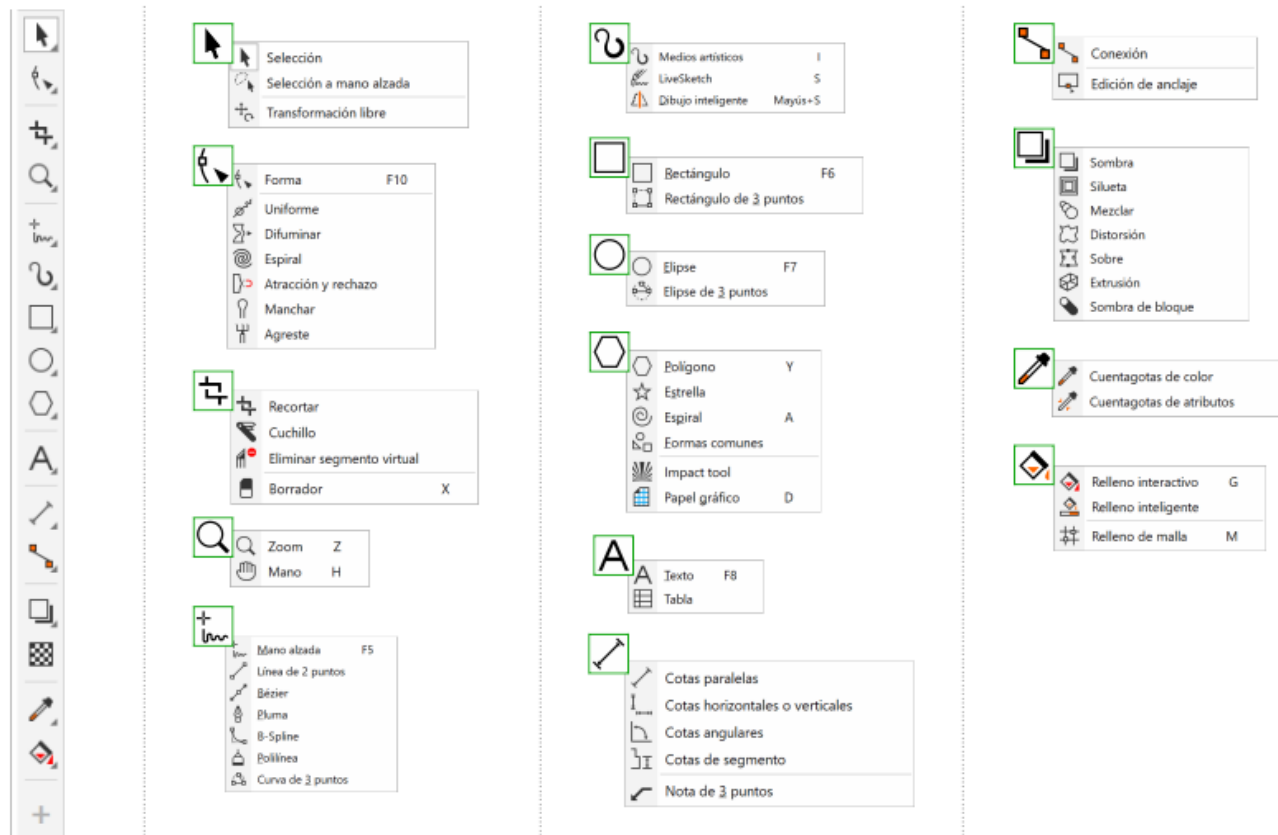 Selección
Selección a mano alzada
Transformación libre
Forma F10
Uniforme
Difuminar
Espiral
Atracción y rechazo
Manchar
Agreste
Recortar
Cuchillo
Eliminar segmento virtual
Borrador X
Zoom Z
Mano H
Mano alzada F5
Línea de 2 puntos
Bézier
Pluma
B-Spline
Polilínea
Curva de 3 puntos
Medios artísticos I
LiveSketch S
Dibujo inteligente Mayús+S
Rectángulo F6
Rectángulo de 3 puntos
Elipse F7
Elipse de 3 puntos
Polígono Y
Estrella
Espiral A
Formas comunes
Impact tool
Papel gráfico D
Texto F8
Tabla
Cotas paralelas
Cotas horizontales o verticales
Cotas angulares
Cotas de segmento
Nota de 3 puntos
Conexión
Edición de anclaje
Sombra
Silueta
Mezclar
Distorsión
Sobre
Extrusión
Sombra de bloque
Cuentagotas de color
Cuentagotas de atributos
Relleno interactivo G
Relleno inteligente
Relleno de malla M